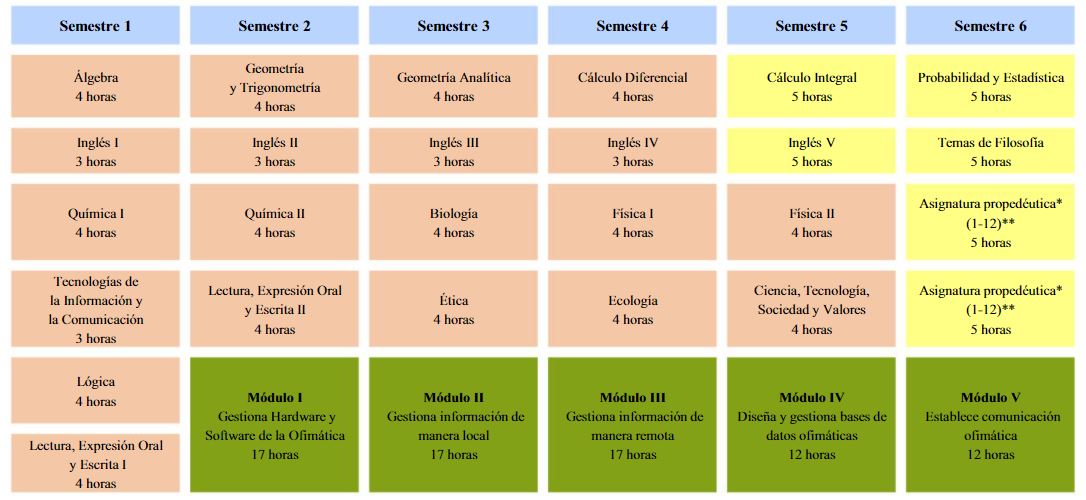 Semestre 1
Semestre 2
Semestre 3
Semestre 4
Semestre 5
Semestre 6
Álgebra
4 horas
Geometría
y Trigonometría
4 horas
Geometría Analítica
4 horas
Cálculo Diferencial
4 horas
Cálculo Integral
5 horas
Probabilidad y Estadística
5 horas
Inglés I
3 horas
Inglés II
3 horas
Inglés III
3 horas
Inglés IV
3 horas
Inglés V
5 horas
Temas de Filosofía
5 horas
Química I
4 horas
Química II
4 horas
Biología
4 horas
Física I
4 horas
Física II
4 horas
Asignatura propedéutica*
(1-12)**
5 horas
Tecnologías de
la Información y
la Comunicación
3 horas
Lectura, Expresión Oral
y Escrita II
4 horas
Ética
4 horas
Ecología
4 horas
Ciencia, Tecnología,
Sociedad y Valores
4 horas
Asignatura propedéutica*
(1-12)**
5 horas
Lógica
4 horas
Lectura, Expresión Oral
y Escrita I
4 horas
Módulo I
Gestiona Hardware y
Software de la Ofimática
17 horas
Módulo II
Gestiona información de
manera local
17 horas
Módulo III
Gestiona información de
manera remota
17 horas
Módulo IV
Diseña y gestiona bases de
datos ofimáticas
12 horas
Módulo V
Establece comunicación
ofimática
12 horas